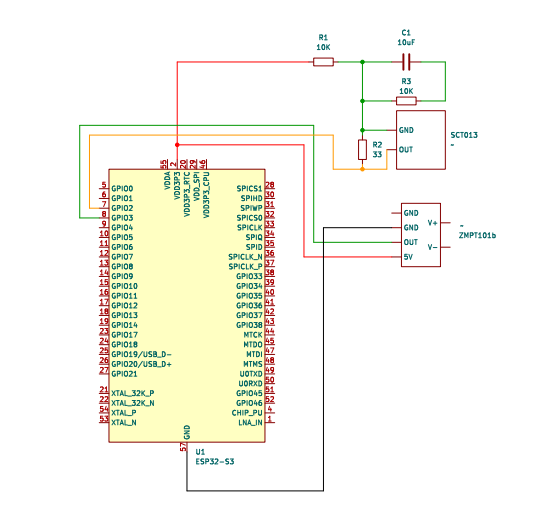 R1
10K
C1
10uF
R3
10K
R2
33
GND
OUT
SCT013
-
55
2
20
29
46
VDDA
VDD3P3
VDD3P3_RTC
VDD_SPI
VDD3P3_CPU
5 GPIO0 SPICS1 28
6 GPIO1 SPIHD 30
7 GPIO2 SPIWP 31
8 GPIO3 SPICS0 32
9 GPIO4 SPICLK 33
10 GPIO5 SPIQ 34
11 GPIO6 SPID 35
12 GPIO7 SPICLK_N 36
13 GPIO8 SPICLK_P 37
14 GPIO9 GPIO33 38
15 GPIO10 GPIO34 39
16 GPIO11 GPIO35 40
17 GPIO12 GPIO36 41
18 GPIO13 GPIO37 42
19 GPIO14 GPIO38 43
23 GPIO17 MTCK 44
24 GPIO18 MTDO 45
25 GPIO19/USB_D- MTDI 47
26 GPIO20/USB_D+ MTMS 48
27 GPIO21 U0TXD 49
U0RXD 50
21 XTAL_32K_P GPIO45 51
22 XTAL_32K_N GPIO46 52
54 XTAL_P CHIP_PU 4
53 XTAL_N LNA_IN 1
GND
57
U1
ESP32-S3
GND
GND
OUT
5V
V+
V-
-
ZMPT101b